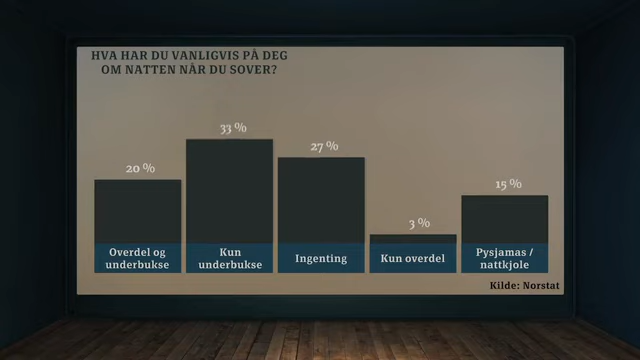 HVA HAR DU VANLIGVIS PÅ DEG
OM NATTEN NÅR DU SOVER?
20 %
33 %
27 %
3 %
15 %
Overdel og
underbukse
Kun
underbukse
Ingenting
Kun overdel
Pysjamas /
nattkjole
Kilde: Norstat